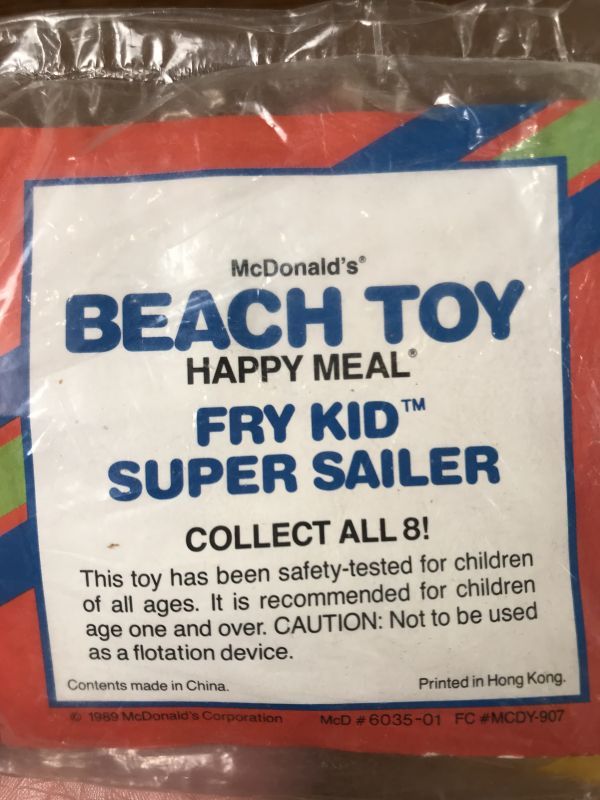 McDonald's®
BEACH TOY
HAPPY MEAL®
FRY KID™
SUPER SAILER
COLLECT ALL 8!
This toy has been safety-tested for children
of all ages. It is recommended for children
age one and over. CAUTION: Not to be used
as a flotation device.
Contents made in China. Printed in Hong Kong.
© 1989 McDonald's Corporation McD # 6035-01 FC #MCDY-907